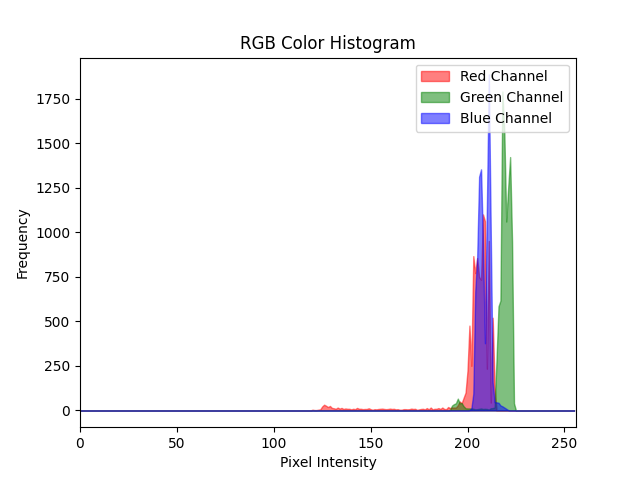 RGB Color Histogram
Red Channel
Green Channel
Blue Channel
Frequency
1750
1500
1250
1000
750
500
250
0
0 50 100 150 200 250
Pixel Intensity